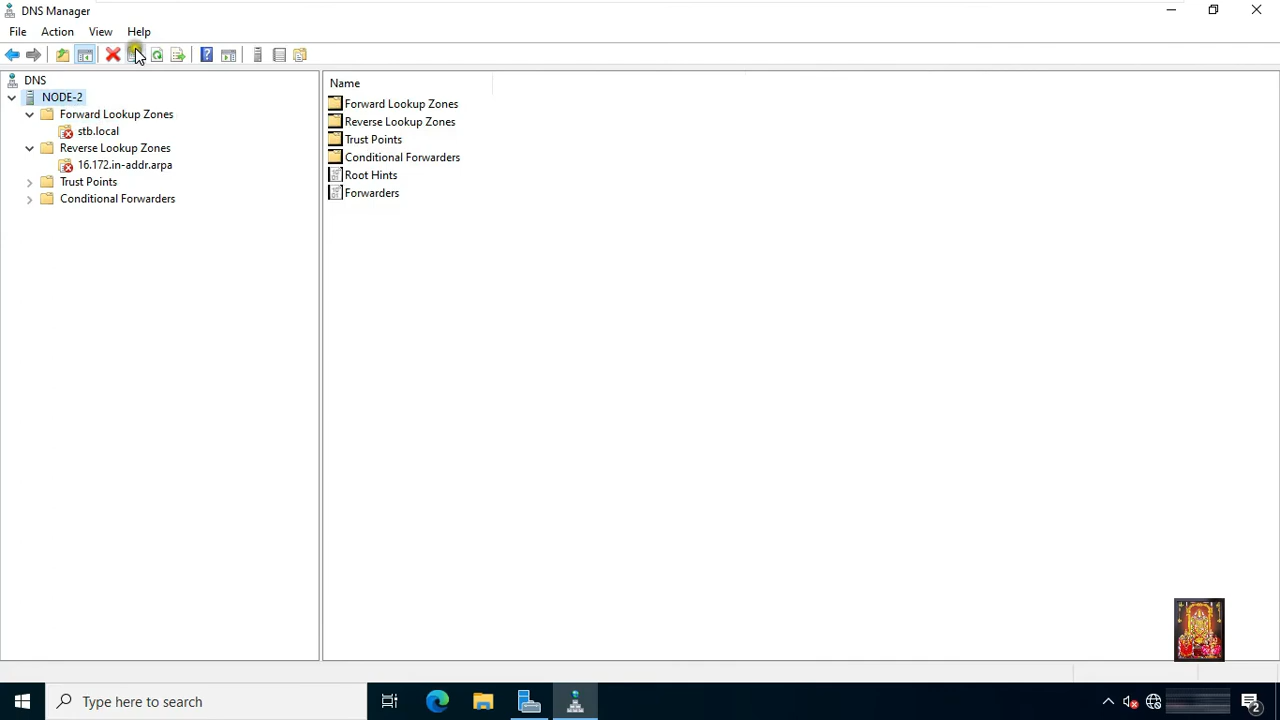 DNS Manager
File Action View Help
DNS
NODE-2
Forward Lookup Zones
stb.local
Reverse Lookup Zones
16.172.in-addr.arpa
Trust Points
Conditional Forwarders
Name
Forward Lookup Zones
Reverse Lookup Zones
Trust Points
Conditional Forwarders
Root Hints
Forwarders
Type here to search
2